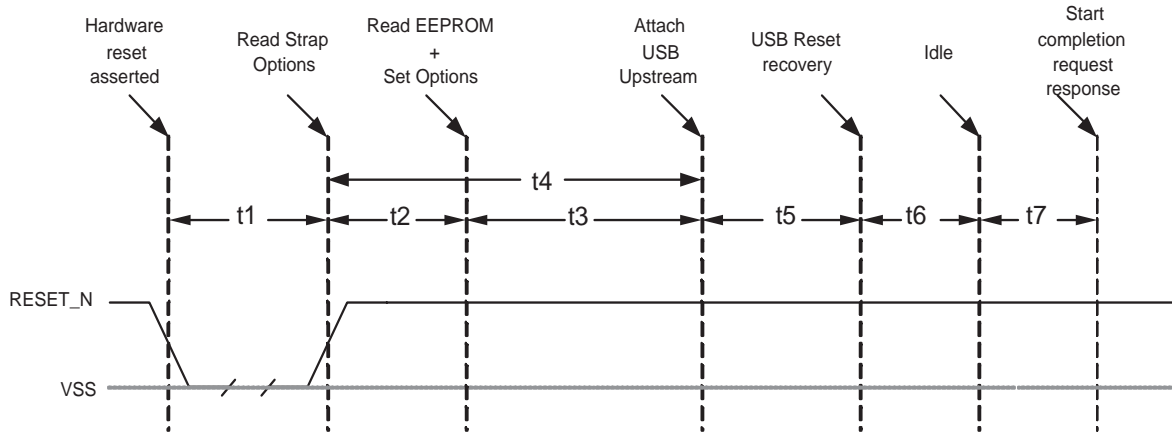 Hardware
reset
asserted
Read Strap
Options
Read EEPROM
+
Set Options
Attach
USB
Upstream
USB Reset
recovery
Idle
Start
completion
request
response
t4
t1
t2
t3
t5
t6
t7
RESET_N
VSS